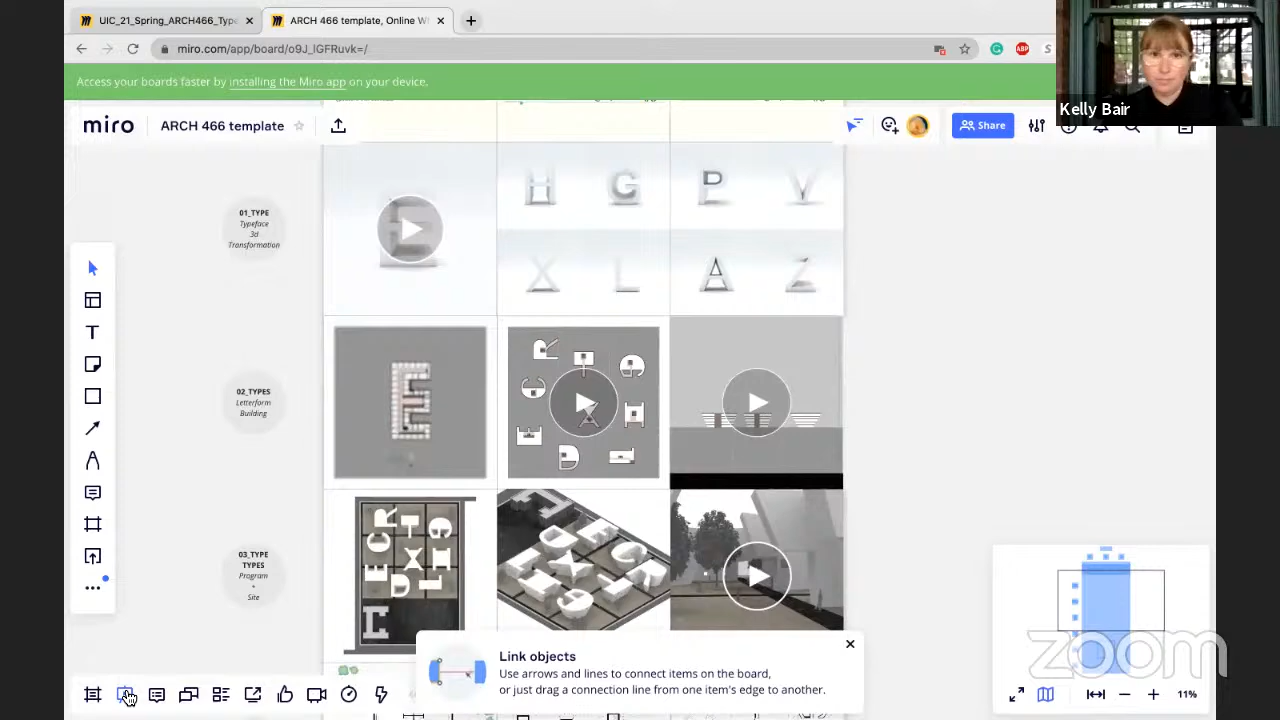 UIC_21_Spring_ARCH466_Type
ARCH 466 template, Online W
miro.com/app/board/o9J_lGFRuvk=/
ABP
S
Access your boards faster by installing the Miro app on your device.
Kelly Bair
miro
ARCH 466 template
Share
01_TYPE
Typeface
3d
Transformation
E
H G P V
X L A Z
02_TYPES
Letterform
Building
E
03_TYPE
TYPES
Program
+
Site
Link objects
Use arrows and lines to connect items on the board,
or just drag a connection line from one item's edge to another.
11%
zoom